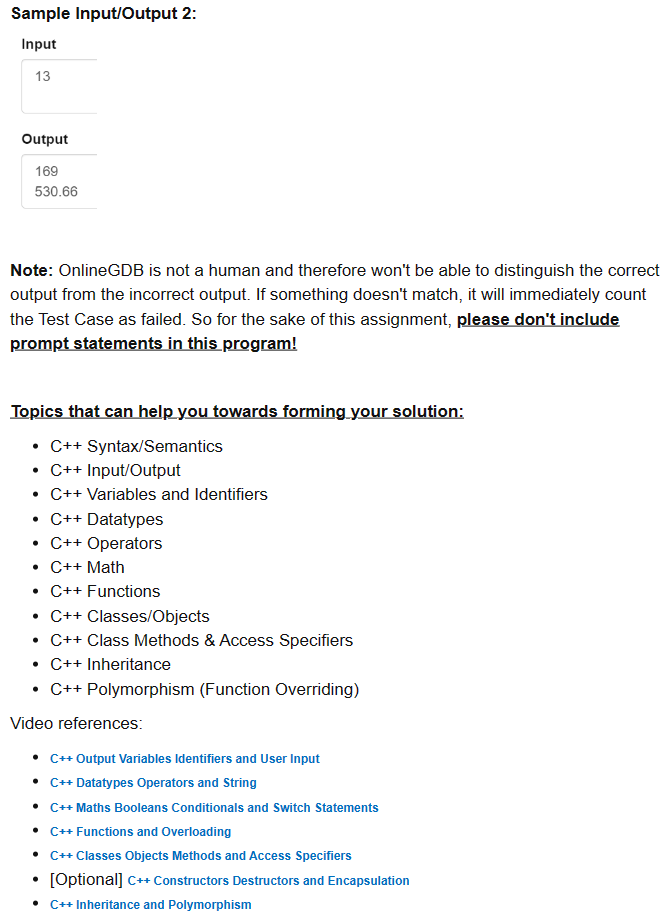 Sample Input/Output 2:
Input
13
Output
169
530.66
Note: OnlineGDB is not a human and therefore won't be able to distinguish the correct
output from the incorrect output. If something doesn't match, it will immediately count
the Test Case as failed. So for the sake of this assignment, please don't include
prompt statements in this program!
Topics that can help you towards forming your solution:
• C++ Syntax/Semantics
• C++ Input/Output
• C++ Variables and Identifiers
• C++ Datatypes
• C++ Operators
• C++ Math
• C++ Functions
• C++ Classes/Objects
• C++ Class Methods & Access Specifiers
• C++ Inheritance
• C++ Polymorphism (Function Overriding)
Video references:
• C++ Output Variables Identifiers and User Input
• C++ Datatypes Operators and String
• C++ Maths Booleans Conditionals and Switch Statements
• C++ Functions and Overloading
• C++ Classes Objects Methods and Access Specifiers
• [Optional] C++ Constructors Destructors and Encapsulation
• C++ Inheritance and Polymorphism